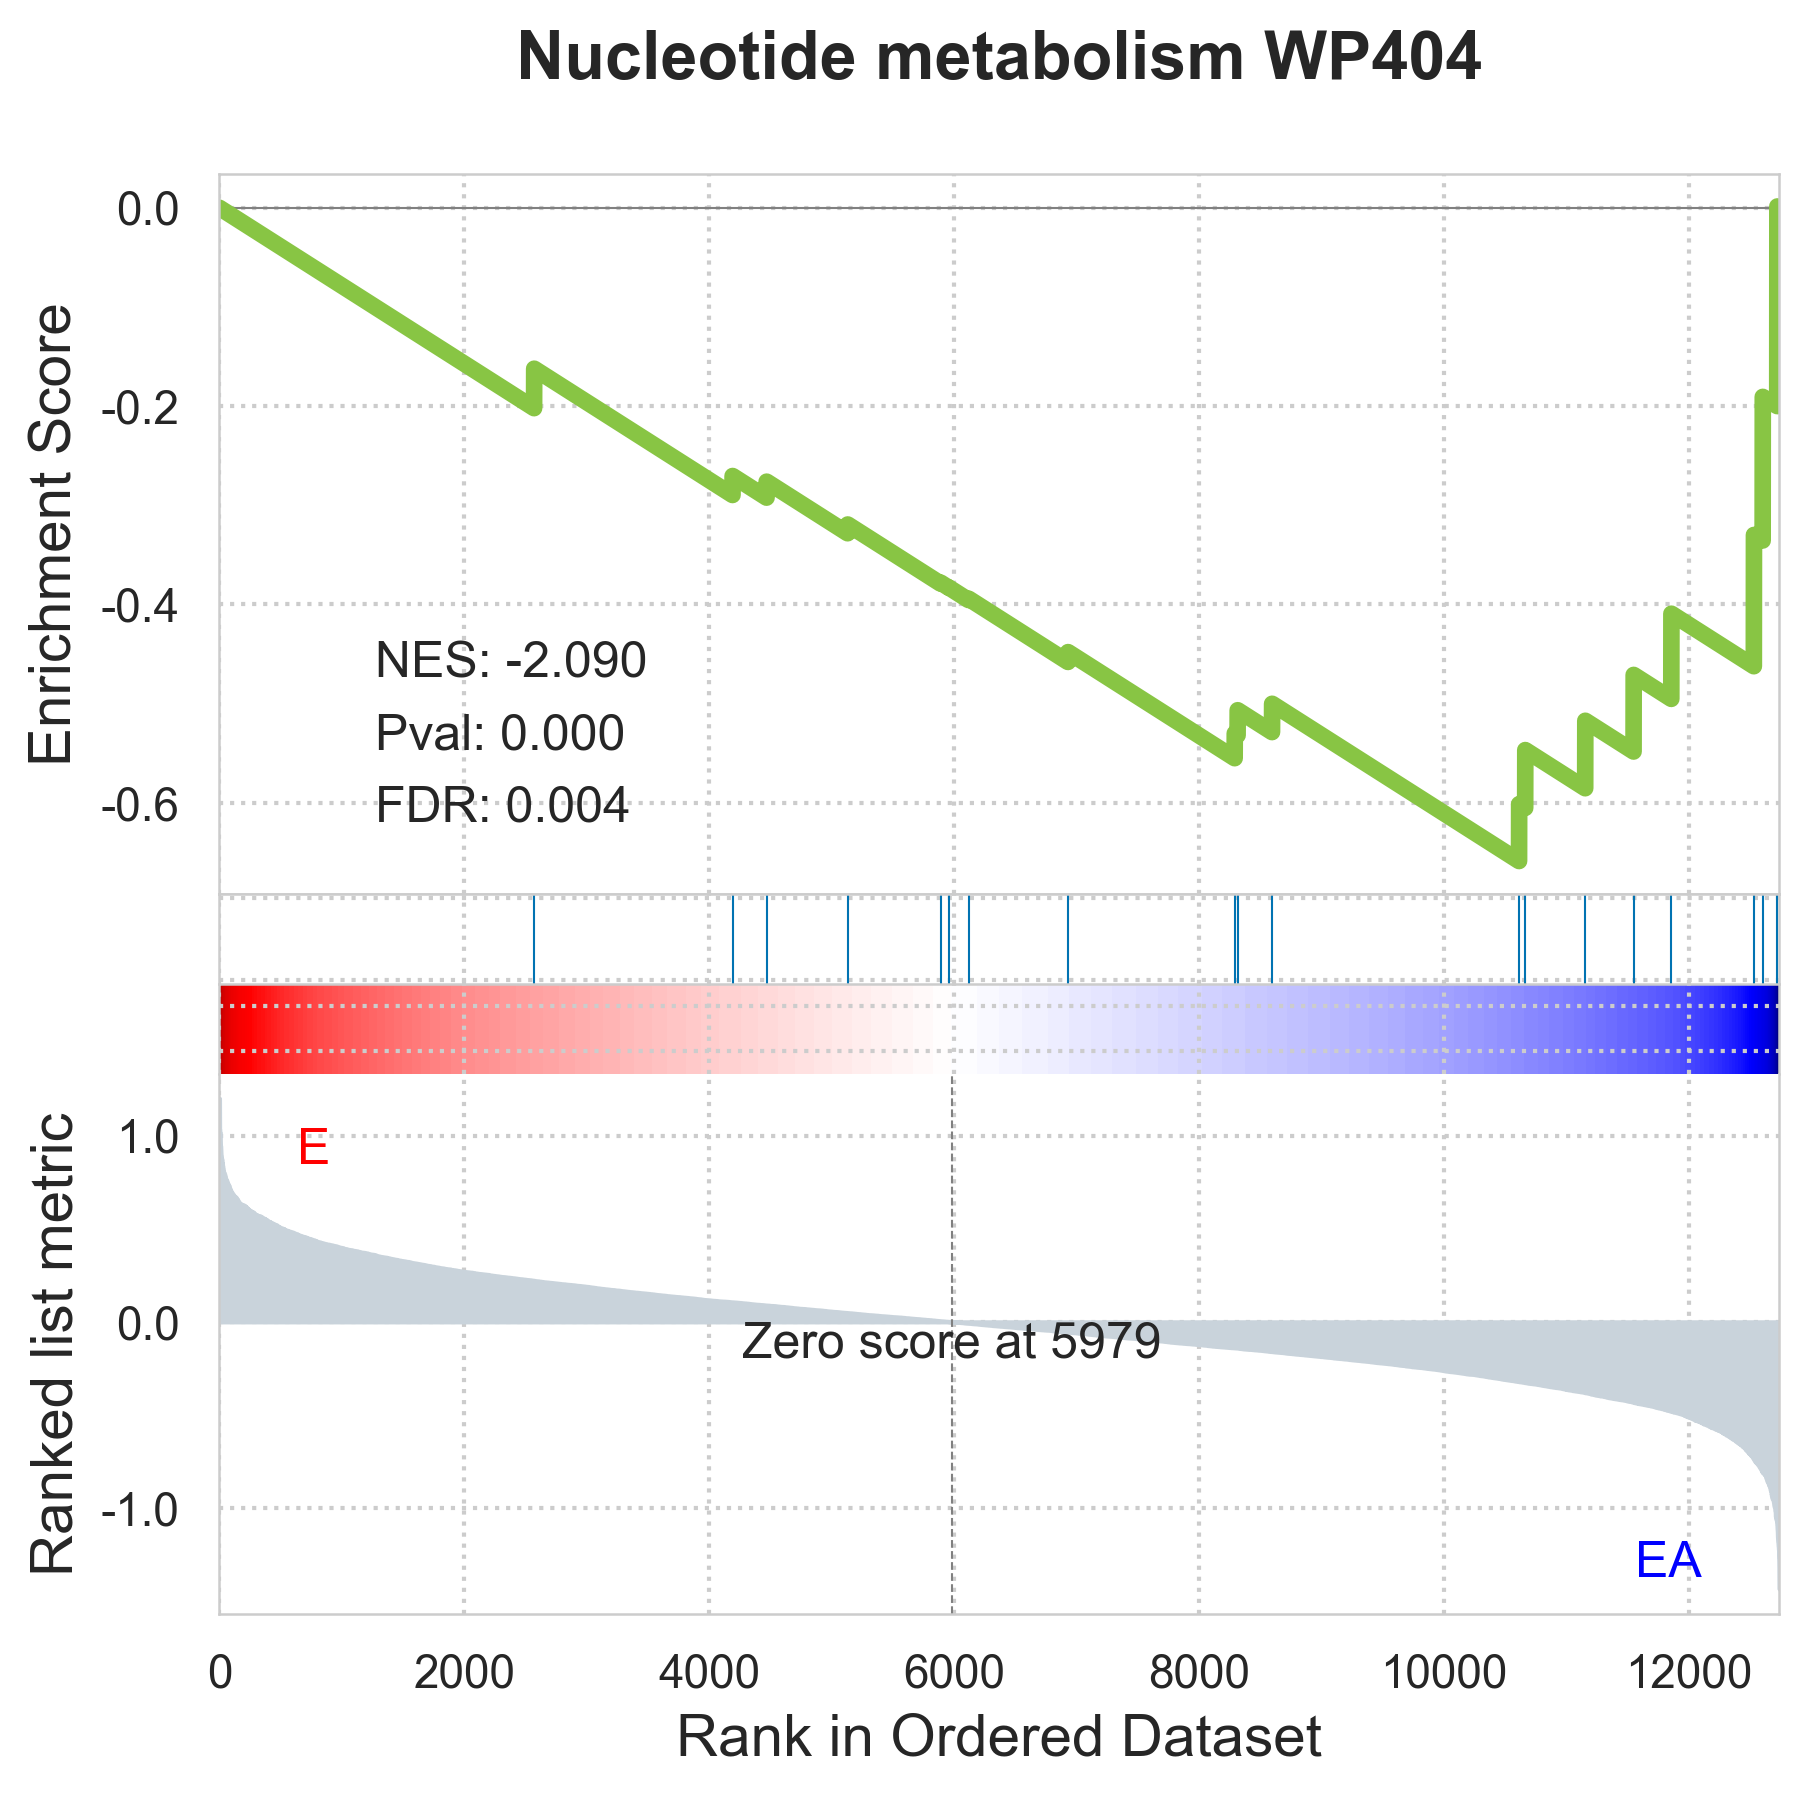 Nucleotide metabolism WP404
Enrichment Score
0.0
-0.2
-0.4
-0.6
NES: -2.090
Pval: 0.000
FDR: 0.004
Ranked list metric
1.0
0.0
-1.0
E
Zero score at 5979
EA
0 2000 4000 6000 8000 10000 12000
Rank in Ordered Dataset